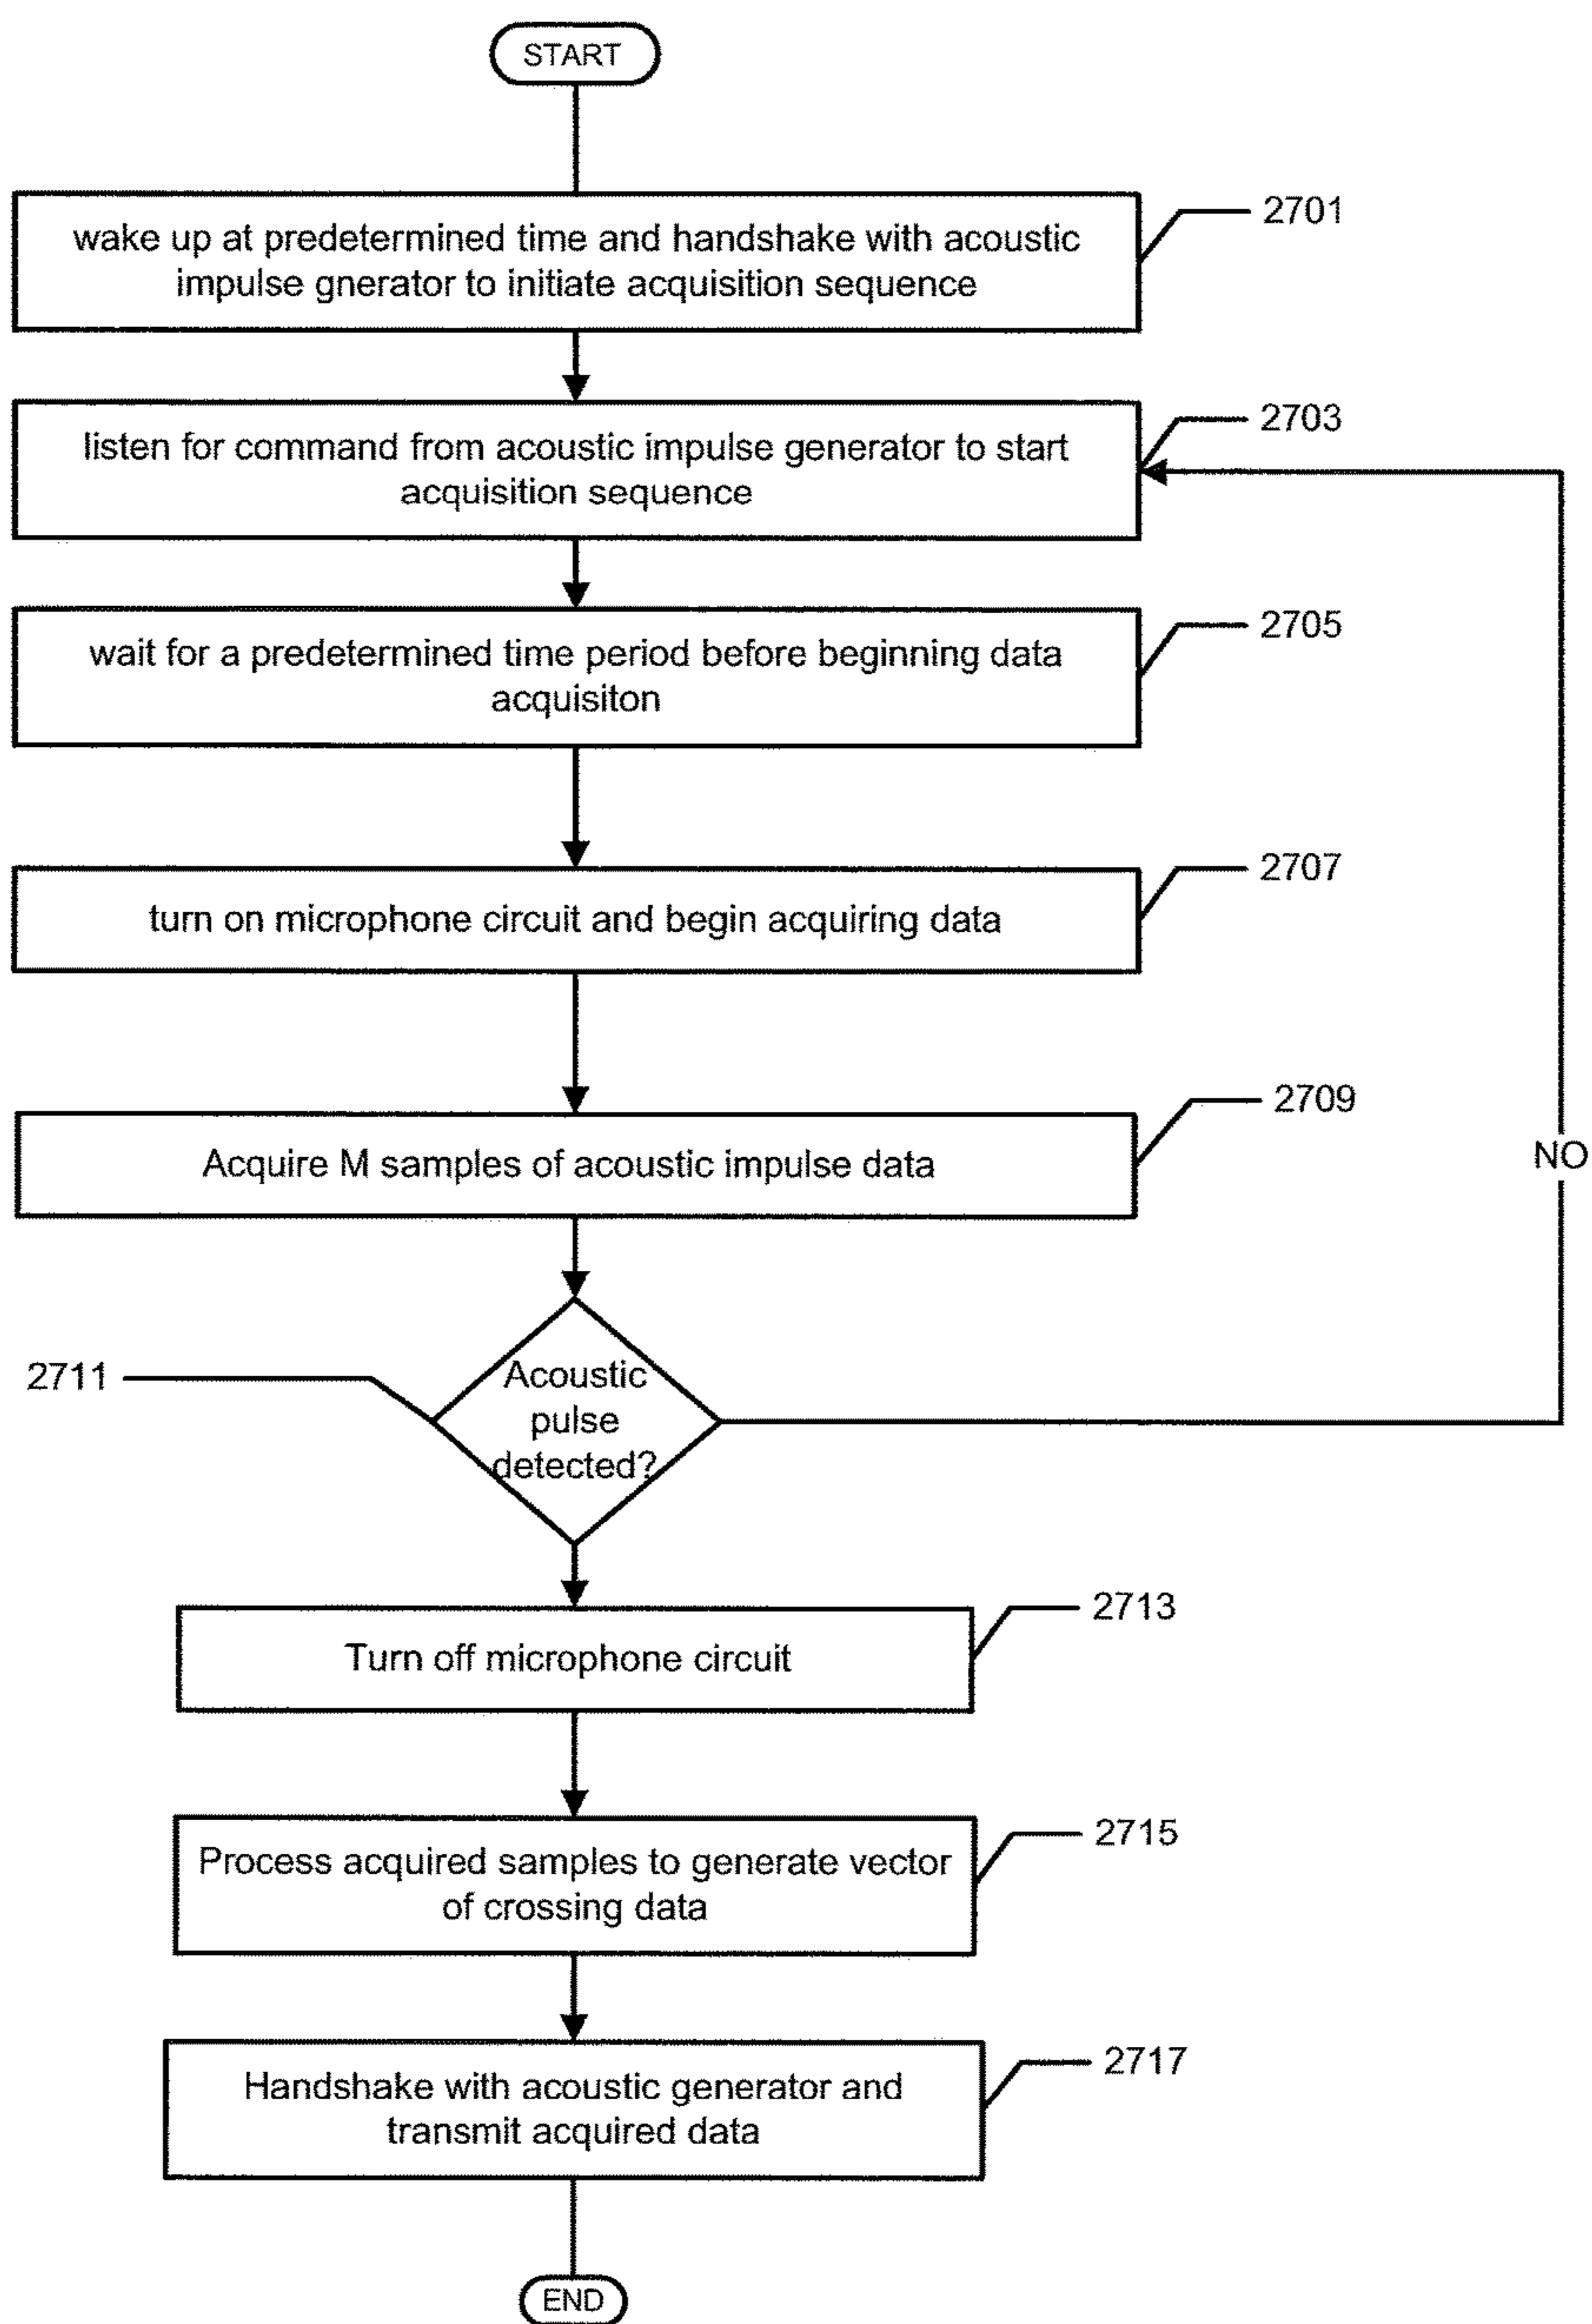 START
wake up at predetermined time and handshake with acoustic
impulse gnerator to initiate acquisition sequence
2701
listen for command from acoustic impulse generator to start
acquisition sequence
2703
wait for a predetermined time period before beginning data
acquisiton
2705
turn on microphone circuit and begin acquiring data
2707
Acquire M samples of acoustic impulse data
2709
NO
Acoustic
pulse
detected?
2711
Turn off microphone circuit
2713
Process acquired samples to generate vector
of crossing data
2715
Handshake with acoustic generator and
transmit acquired data
2717
END